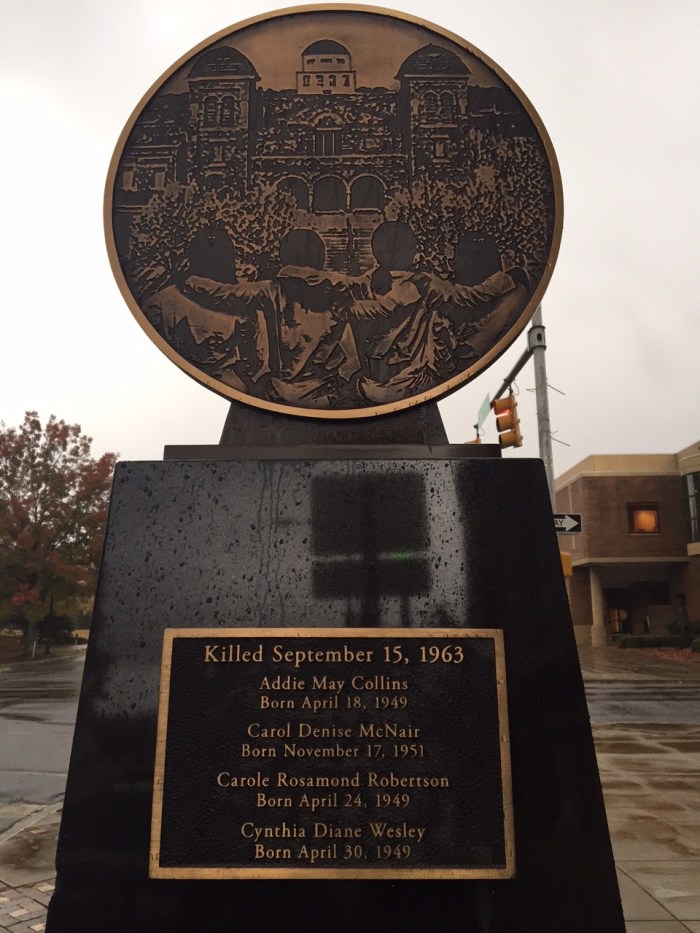 Killed September 15, 1963
Addie May Collins
Born April 18, 1949
Carol Denise McNair
Born November 17, 1951
Carole Rosamond Robertson
Born April 24, 1949
Cynthia Diane Wesley
Born April 30, 1949